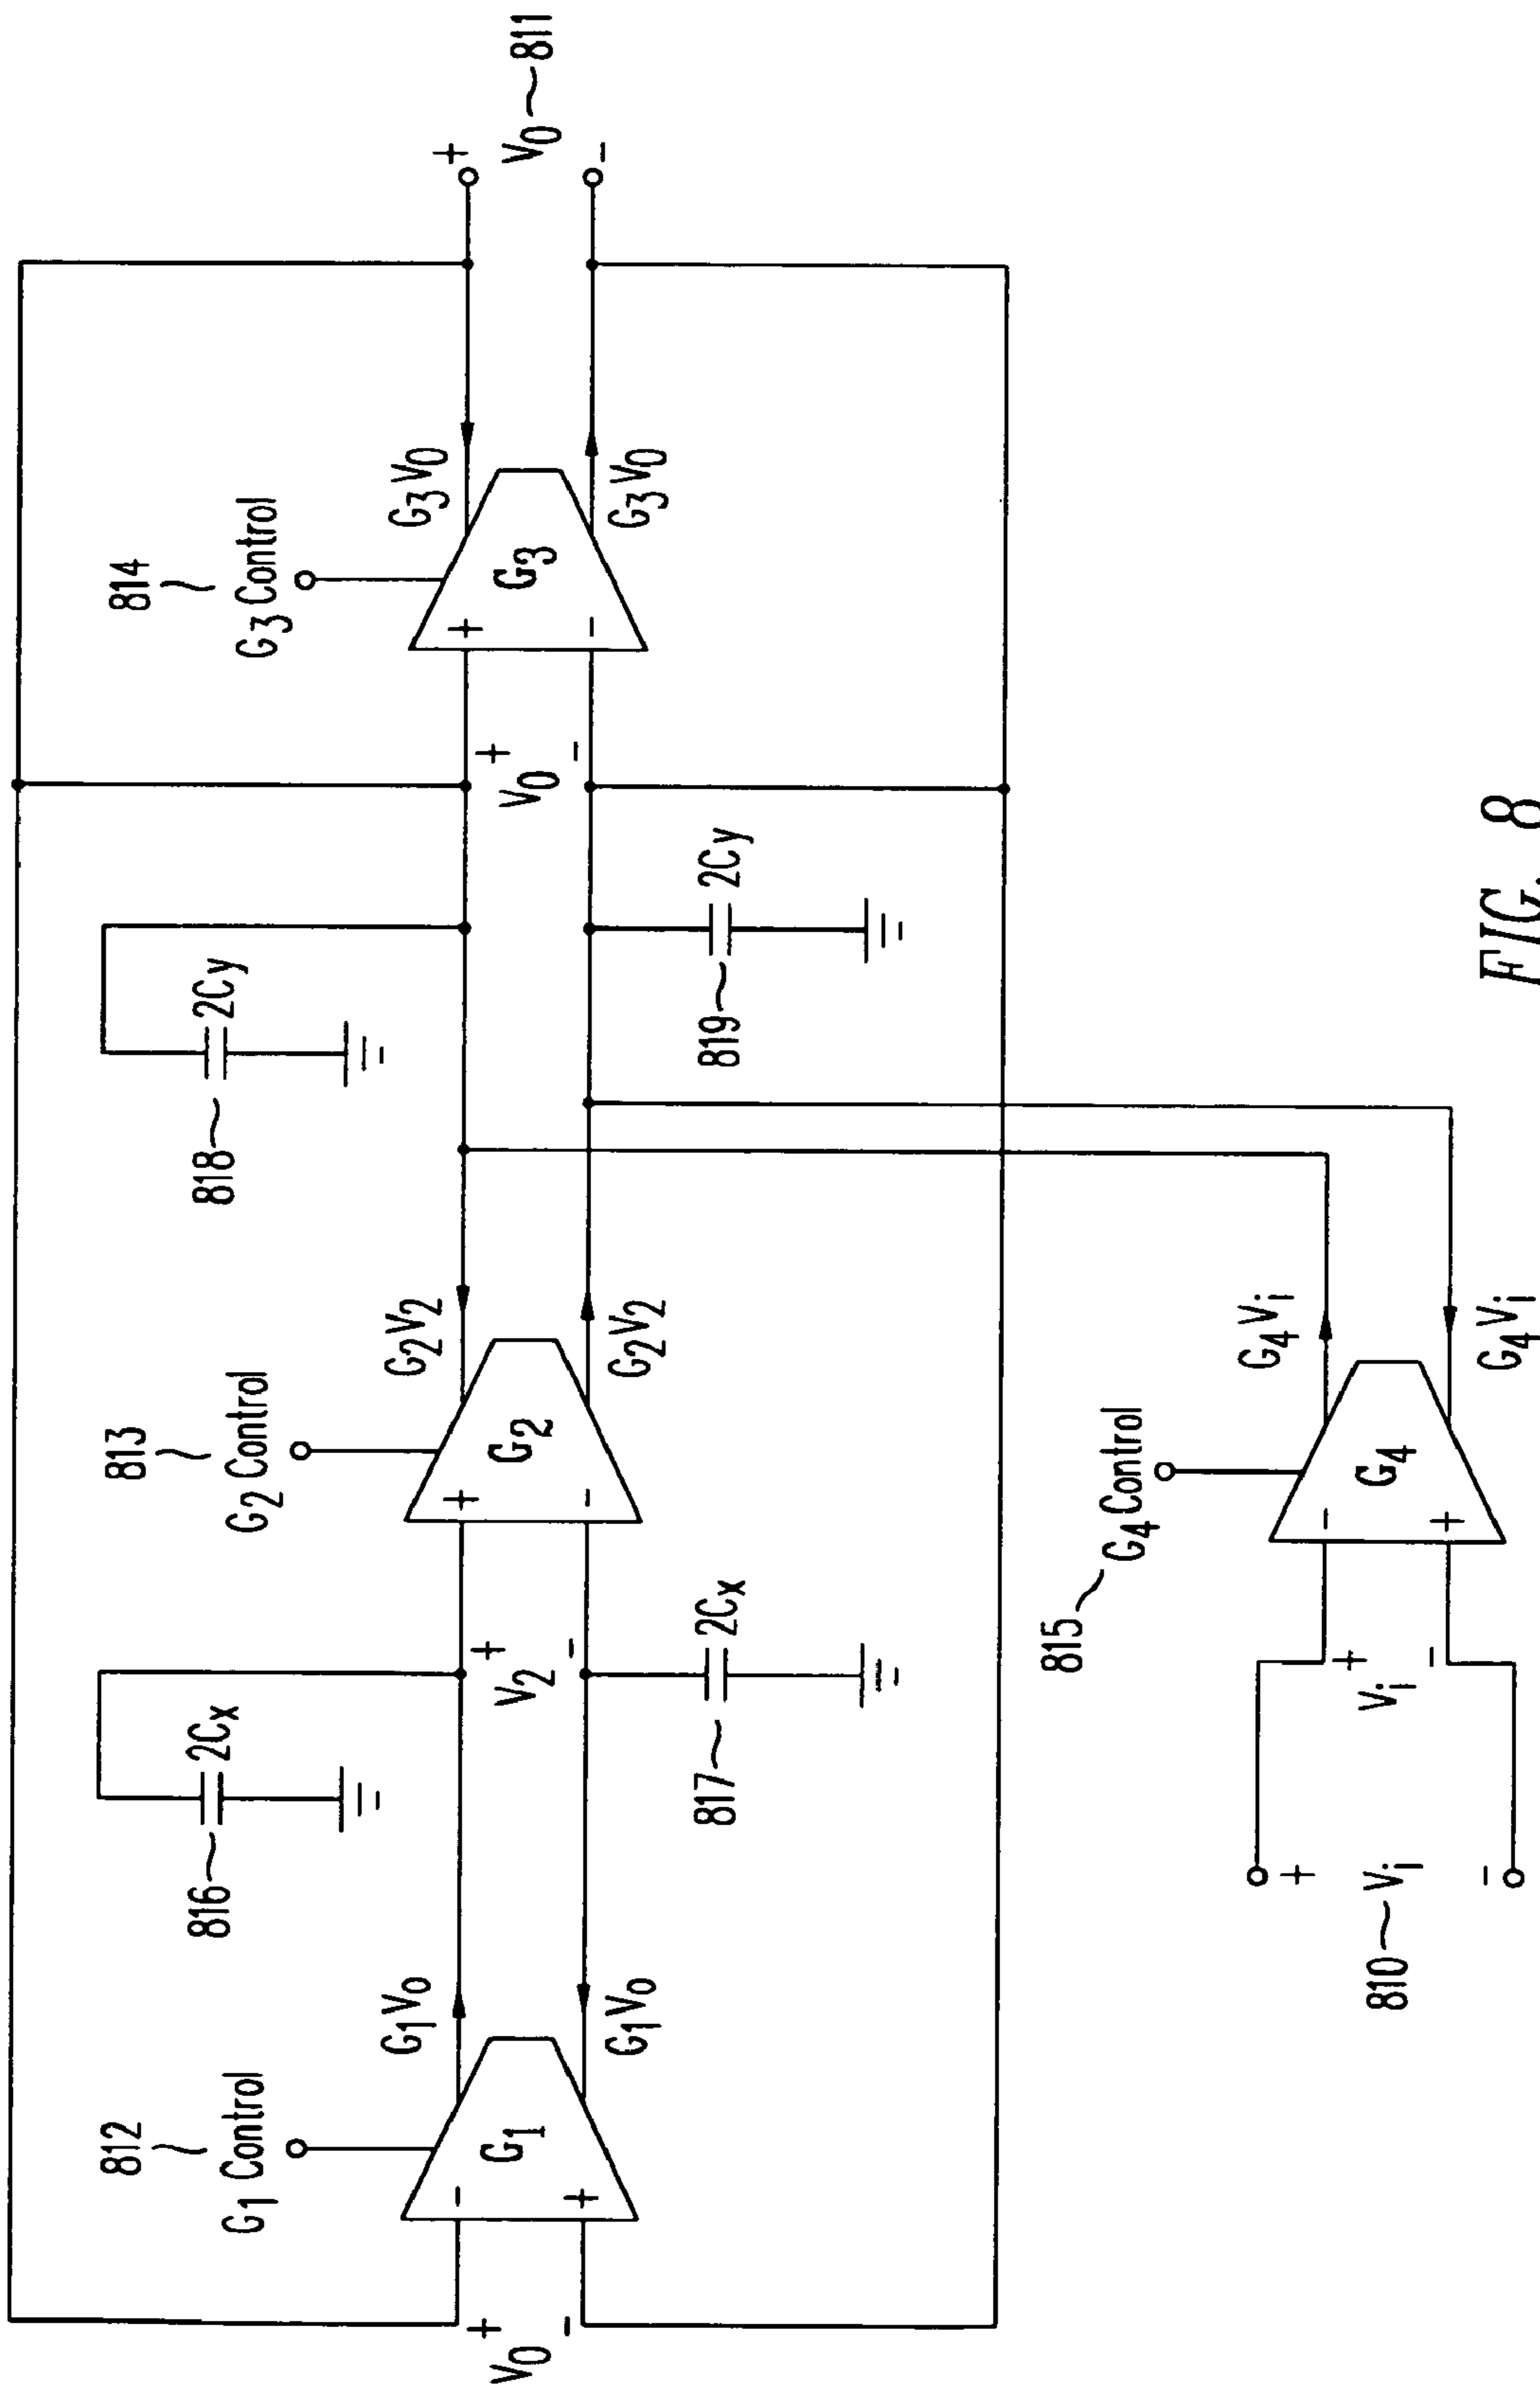 812
G1 Control
G1
- +
V0
+ -
G1V0
G1V0
816 2Cx
817 2Cx
+
V2
-
813
G2 Control
G2
+ -
G2V2
G2V2
818 2Cy
819 2Cy
+
V0
-
814
G3 Control
G3
+ -
G3V0
G3V0
+
V0 811
-
815
G4 Control
G4
- +
+
810 Vi
-
+
Vi
-
G4Vi
G4Vi
FIG. 8